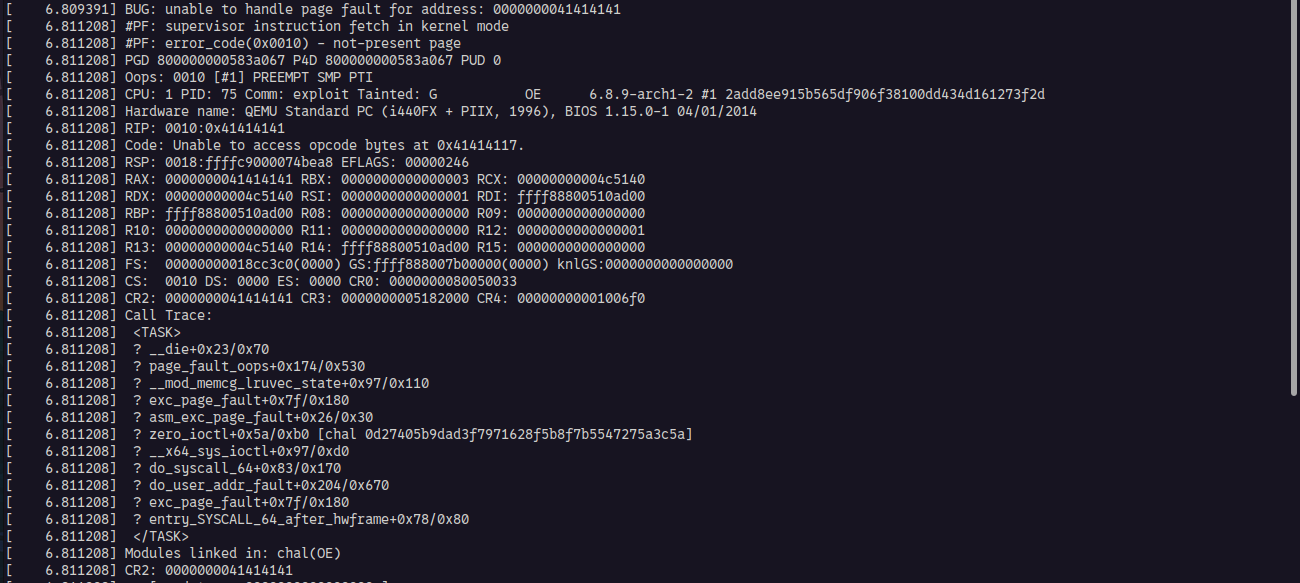 [    6.809391] BUG: unable to handle page fault for address: 0000000041414141
[    6.811208] #PF: supervisor instruction fetch in kernel mode
[    6.811208] #PF: error_code(0x0010) - not-present page
[    6.811208] PGD 800000000583a067 P4D 800000000583a067 PUD 0
[    6.811208] Oops: 0010 [#1] PREEMPT SMP PTI
[    6.811208] CPU: 1 PID: 75 Comm: exploit Tainted: G           OE      6.8.9-arch1-2 #1 2add8ee915b565df906f38100dd434d161273f2d
[    6.811208] Hardware name: QEMU Standard PC (i440FX + PIIX, 1996), BIOS 1.15.0-1 04/01/2014
[    6.811208] RIP: 0010:0x41414141
[    6.811208] Code: Unable to access opcode bytes at 0x41414117.
[    6.811208] RSP: 0018:ffffc9000074bea8 EFLAGS: 00000246
[    6.811208] RAX: 0000000041414141 RBX: 0000000000000003 RCX: 00000000004c5140
[    6.811208] RDX: 00000000004c5140 RSI: 0000000000000001 RDI: ffff88800510ad00
[    6.811208] RBP: ffff88800510ad00 R08: 0000000000000000 R09: 0000000000000000
[    6.811208] R10: 0000000000000000 R11: 0000000000000000 R12: 0000000000000001
[    6.811208] R13: 00000000004c5140 R14: ffff88800510ad00 R15: 0000000000000000
[    6.811208] FS:  00000000018cc3c0(0000) GS:ffff888007b00000(0000) knlGS:0000000000000000
[    6.811208] CS:  0010 DS: 0000 ES: 0000 CR0: 0000000080050033
[    6.811208] CR2: 0000000041414141 CR3: 0000000005182000 CR4: 00000000001006f0
[    6.811208] Call Trace:
[    6.811208]  <TASK>
[    6.811208]  ? __die+0x23/0x70
[    6.811208]  ? page_fault_oops+0x174/0x530
[    6.811208]  ? __mod_memcg_lruvec_state+0x97/0x110
[    6.811208]  ? exc_page_fault+0x7f/0x180
[    6.811208]  ? asm_exc_page_fault+0x26/0x30
[    6.811208]  ? zero_ioctl+0x5a/0xb0 [chal 0d27405b9dad3f7971628f5b8f7b5547275a3c5a]
[    6.811208]  ? __x64_sys_ioctl+0x97/0xd0
[    6.811208]  ? do_syscall_64+0x83/0x170
[    6.811208]  ? do_user_addr_fault+0x204/0x670
[    6.811208]  ? exc_page_fault+0x7f/0x180
[    6.811208]  ? entry_SYSCALL_64_after_hwframe+0x78/0x80
[    6.811208]  </TASK>
[    6.811208] Modules linked in: chal(OE)
[    6.811208] CR2: 0000000041414141